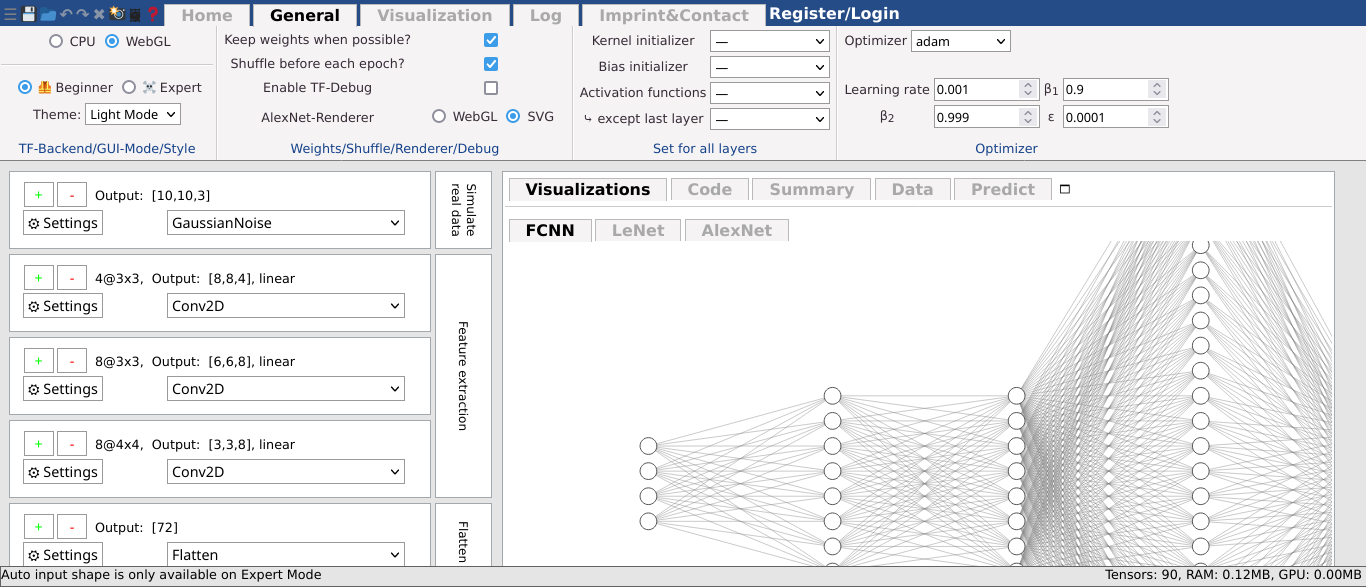 ? Home General Visualization Log Imprint&Contact Register/Login
CPU WebGL
Beginner Expert
Theme: Light Mode
TF-Backend/GUI-Mode/Style
Keep weights when possible?
Shuffle before each epoch?
Enable TF-Debug
AlexNet-Renderer WebGL SVG
Weights/Shuffle/Renderer/Debug
Kernel initializer —
Bias initializer —
Activation functions —
↳ except last layer —
Set for all layers
Optimizer adam
Learning rate 0.001 β1 0.9
β2 0.999 ε 0.0001
Optimizer
+ - Output: [10,10,3]
Settings GaussianNoise
Simulate
real data
+ - 4@3x3, Output: [8,8,4], linear
Settings Conv2D
+ - 8@3x3, Output: [6,6,8], linear
Settings Conv2D
+ - 8@4x4, Output: [3,3,8], linear
Settings Conv2D
Feature extraction
+ - Output: [72]
Settings Flatten
Flatten
Visualizations Code Summary Data Predict
FCNN LeNet AlexNet
Auto input shape is only available on Expert Mode
Tensors: 90, RAM: 0.12MB, GPU: 0.00MB